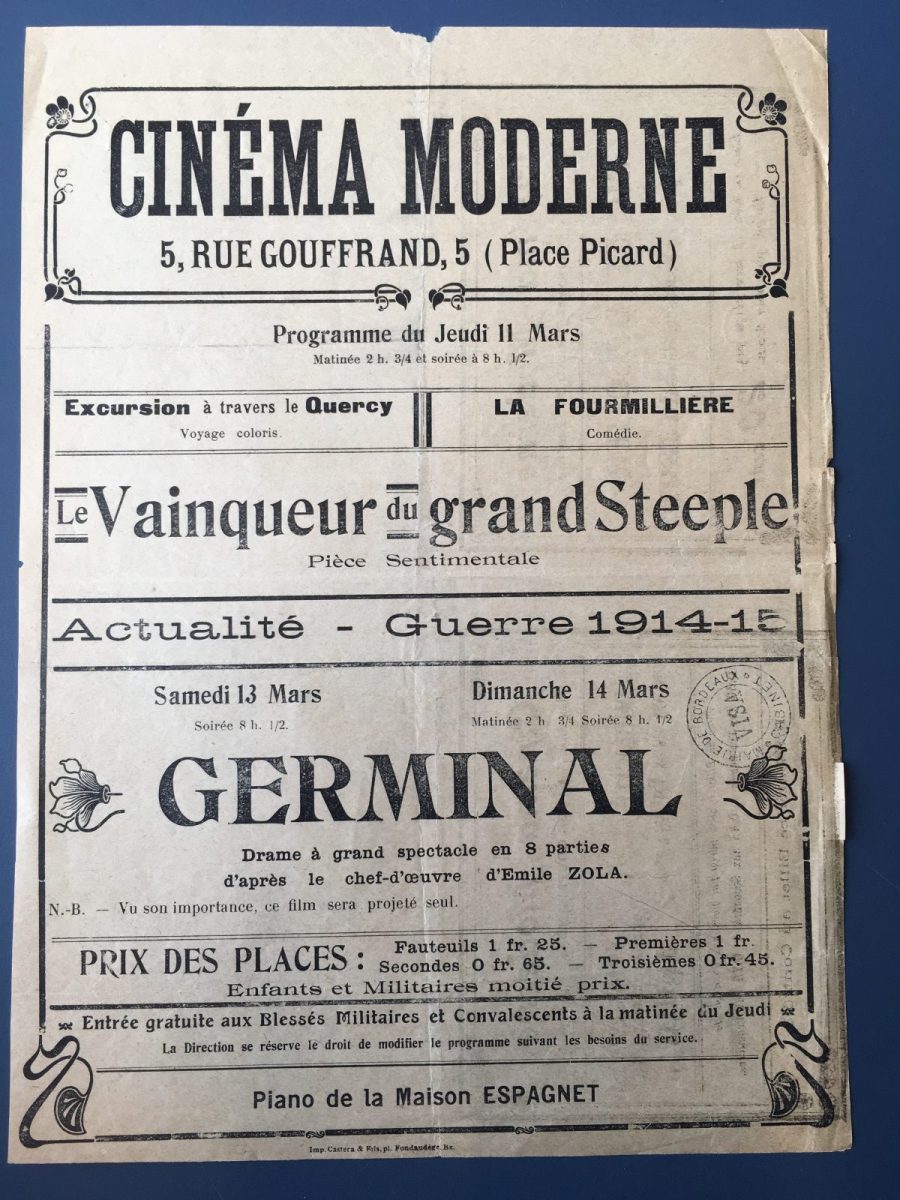 CINÉMA MODERNE
5, RUE GOUFFRAND, 5 (Place Picard)
Programme du Jeudi 11 Mars
Matinée 2 h. 3/4 et soirée à 8 h. 1/2.
Excursion à travers le Quercy
Voyage coloris.
LA FOURMILLIÈRE
Comédie.
Le Vainqueur du grand Steeple
Pièce Sentimentale
Actualité - Guerre 1914-15
Samedi 13 Mars
Soirée 8 h. 1/2.
Dimanche 14 Mars
Matinée 2 h 3/4 Soirée 8 h. 1/2
MAIRIE DE BORDEAUX
VISA
GERMINAL
Drame à grand spectacle en 8 parties
d'après le chef-d'œuvre d'Emile ZOLA.
N.-B. — Vu son importance, ce film sera projeté seul.
PRIX DES PLACES : Fauteuils 1 fr. 25. — Premières 1 fr.
Secondes 0 fr. 65. — Troisièmes 0 fr. 45.
Enfants et Militaires moitié prix.
Entrée gratuite aux Blessés Militaires et Convalescents à la matinée du Jeudi
La Direction se réserve le droit de modifier le programme suivant les besoins du service.
Piano de la Maison ESPAGNET
Imp. Castera & Fils, pl. Fondaudège, Bx.